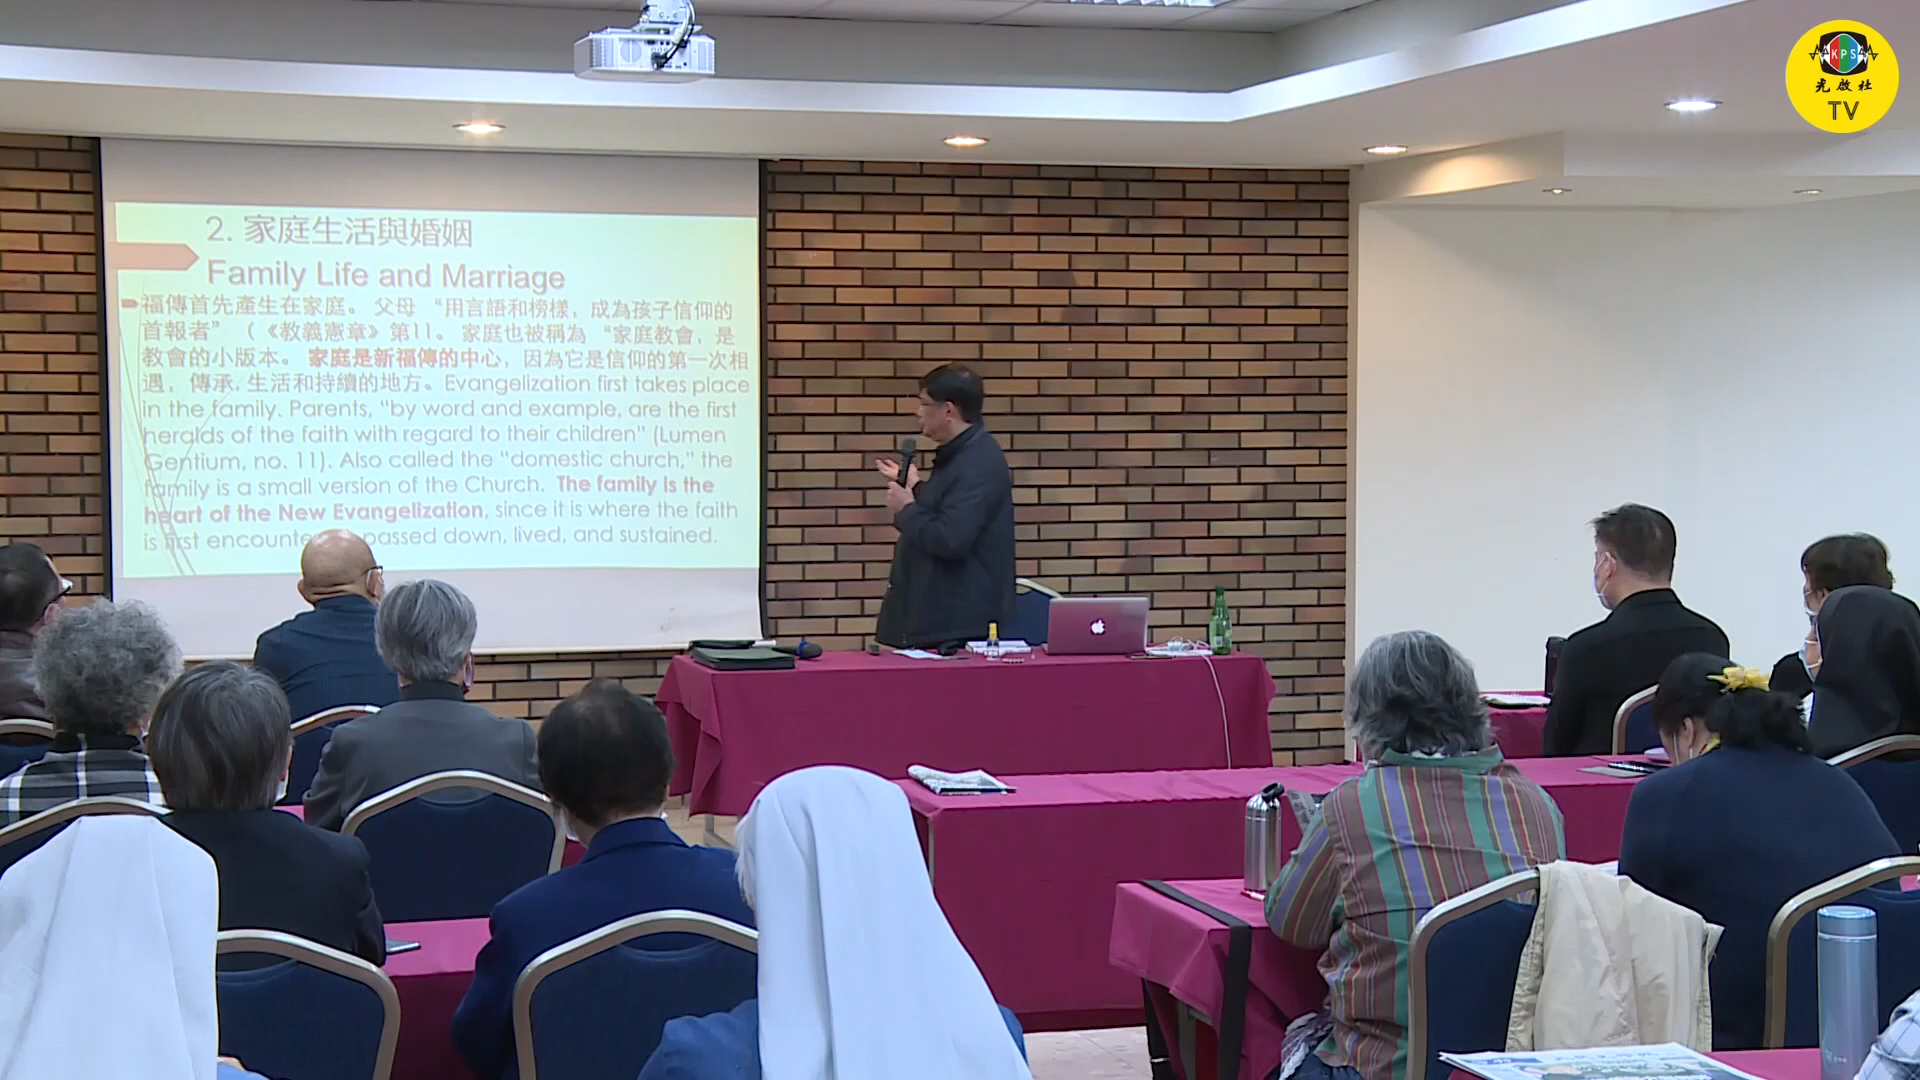 2. 家庭生活與婚姻
Family Life and Marriage
福傳首先產生在家庭。 父母 “用言語和榜樣，成為孩子信仰的
首報者” （《教義憲章》第11。 家庭也被稱為 “家庭教會，是
教會的小版本。 家庭是新福傳的中心，因為它是信仰的第一次相
遇，傳承, 生活和持續的地方。Evangelization first takes place
in the family. Parents, “by word and example, are the first
heralds of the faith with regard to their children” (Lumen
Gentium, no. 11). Also called the “domestic church,” the
family is a small version of the Church. The family is the
heart of the New Evangelization, since it is where the faith
is first passed down, lived, and sustained.
KPS
光啟社
TV